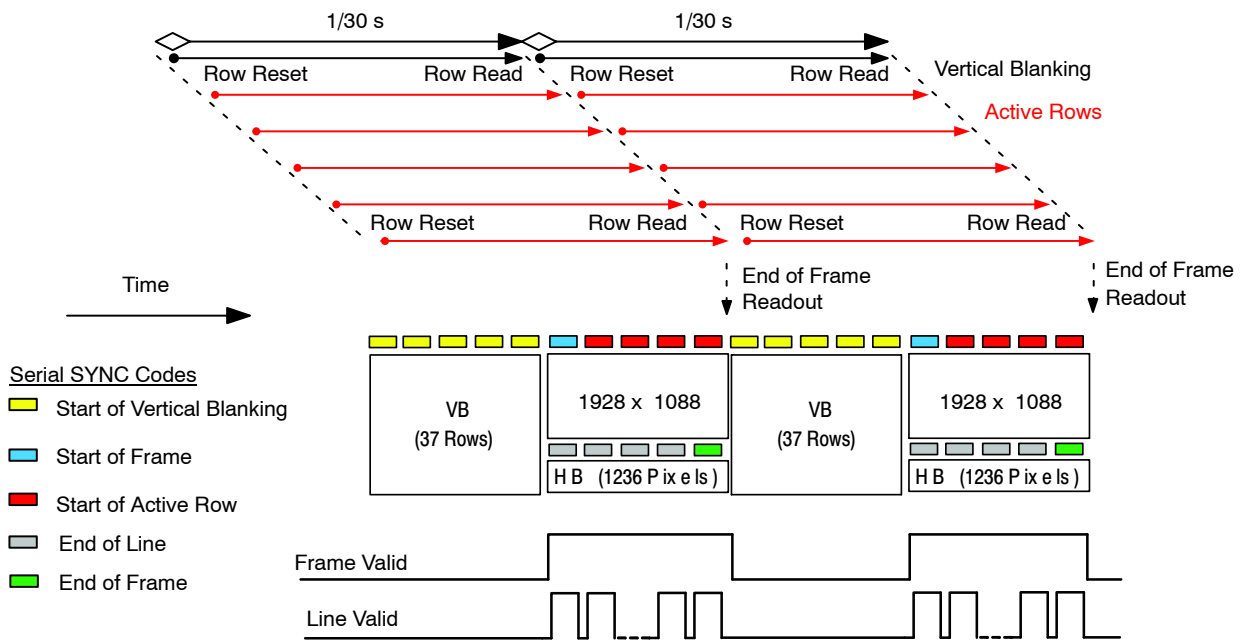 1/30 s 1/30 s
Row Reset Row Read Row Reset Row Read Vertical Blanking
Active Rows
Row Reset Row Read Row Reset Row Read
Time
End of Frame
Readout
End of Frame
Readout
Serial SYNC Codes
Start of Vertical Blanking
Start of Frame
Start of Active Row
End of Line
End of Frame
VB
(37 Rows)
1928 x 1088
H B (1236 P ix e ls )
VB
(37 Rows)
1928 x 1088
H B (1236 P ix e ls )
Frame Valid
Line Valid